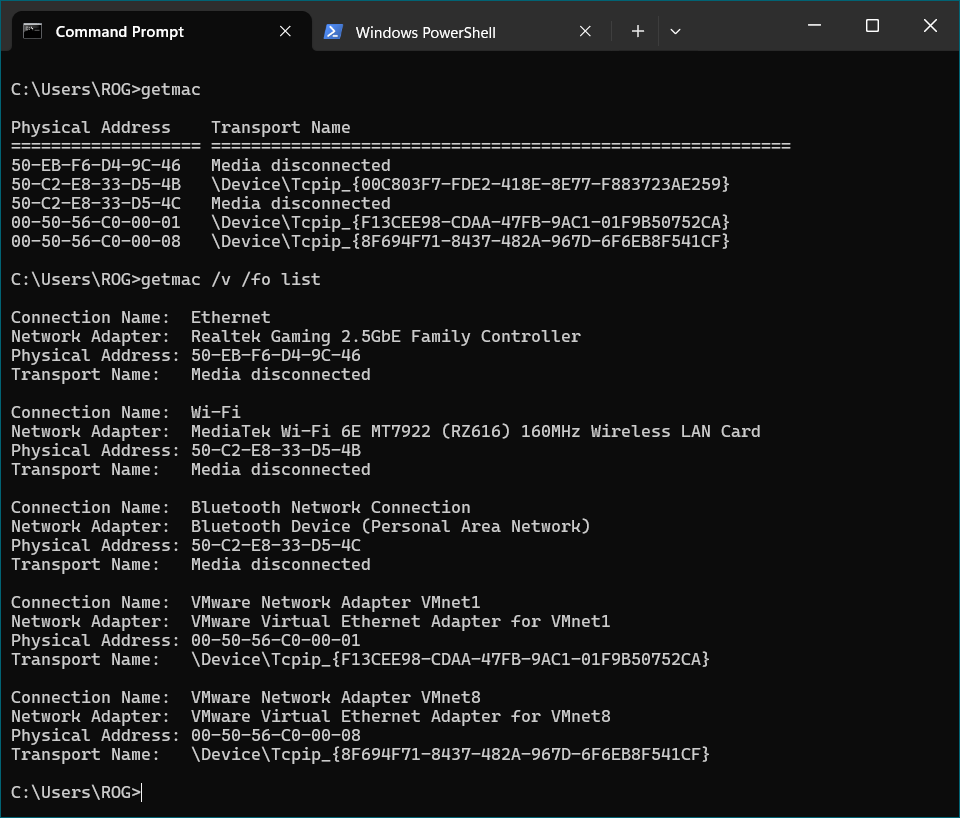 Command Prompt
Windows PowerShell
C:\Users\ROG>getmac
Physical Address    Transport Name
=================== ==========================================================
50-EB-F6-D4-9C-46   Media disconnected
50-C2-E8-33-D5-4B   \Device\Tcpip_{00C803F7-FDE2-418E-8E77-F883723AE259}
50-C2-E8-33-D5-4C   Media disconnected
00-50-56-C0-00-01   \Device\Tcpip_{F13CEE98-CDAA-47FB-9AC1-01F9B50752CA}
00-50-56-C0-00-08   \Device\Tcpip_{8F694F71-8437-482A-967D-6F6EB8F541CF}
C:\Users\ROG>getmac /v /fo list
Connection Name:  Ethernet
Network Adapter:  Realtek Gaming 2.5GbE Family Controller
Physical Address: 50-EB-F6-D4-9C-46
Transport Name:   Media disconnected
Connection Name:  Wi-Fi
Network Adapter:  MediaTek Wi-Fi 6E MT7922 (RZ616) 160MHz Wireless LAN Card
Physical Address: 50-C2-E8-33-D5-4B
Transport Name:   Media disconnected
Connection Name:  Bluetooth Network Connection
Network Adapter:  Bluetooth Device (Personal Area Network)
Physical Address: 50-C2-E8-33-D5-4C
Transport Name:   Media disconnected
Connection Name:  VMware Network Adapter VMnet1
Network Adapter:  VMware Virtual Ethernet Adapter for VMnet1
Physical Address: 00-50-56-C0-00-01
Transport Name:   \Device\Tcpip_{F13CEE98-CDAA-47FB-9AC1-01F9B50752CA}
Connection Name:  VMware Network Adapter VMnet8
Network Adapter:  VMware Virtual Ethernet Adapter for VMnet8
Physical Address: 00-50-56-C0-00-08
Transport Name:   \Device\Tcpip_{8F694F71-8437-482A-967D-6F6EB8F541CF}
C:\Users\ROG>